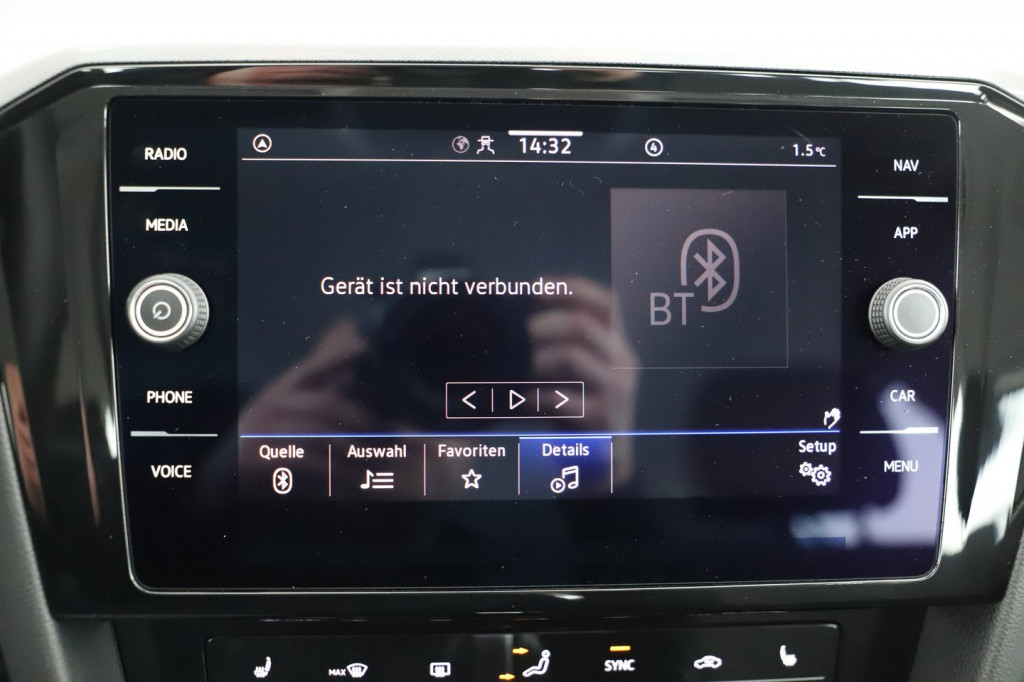 14:32
4
1.5°C
RADIO
NAV
MEDIA
APP
Gerät ist nicht verbunden.
BT
PHONE
CAR
Quelle
Auswahl
Favoriten
Details
Setup
VOICE
MENU
MAX
SYNC